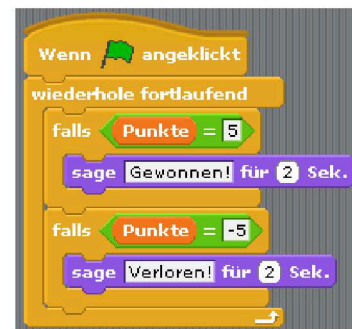 Wenn angeklickt
wiederhole fortlaufend
falls Punkte = 5
sage Gewonnen! für 2 Sek.
falls Punkte = -5
sage Verloren! für 2 Sek.